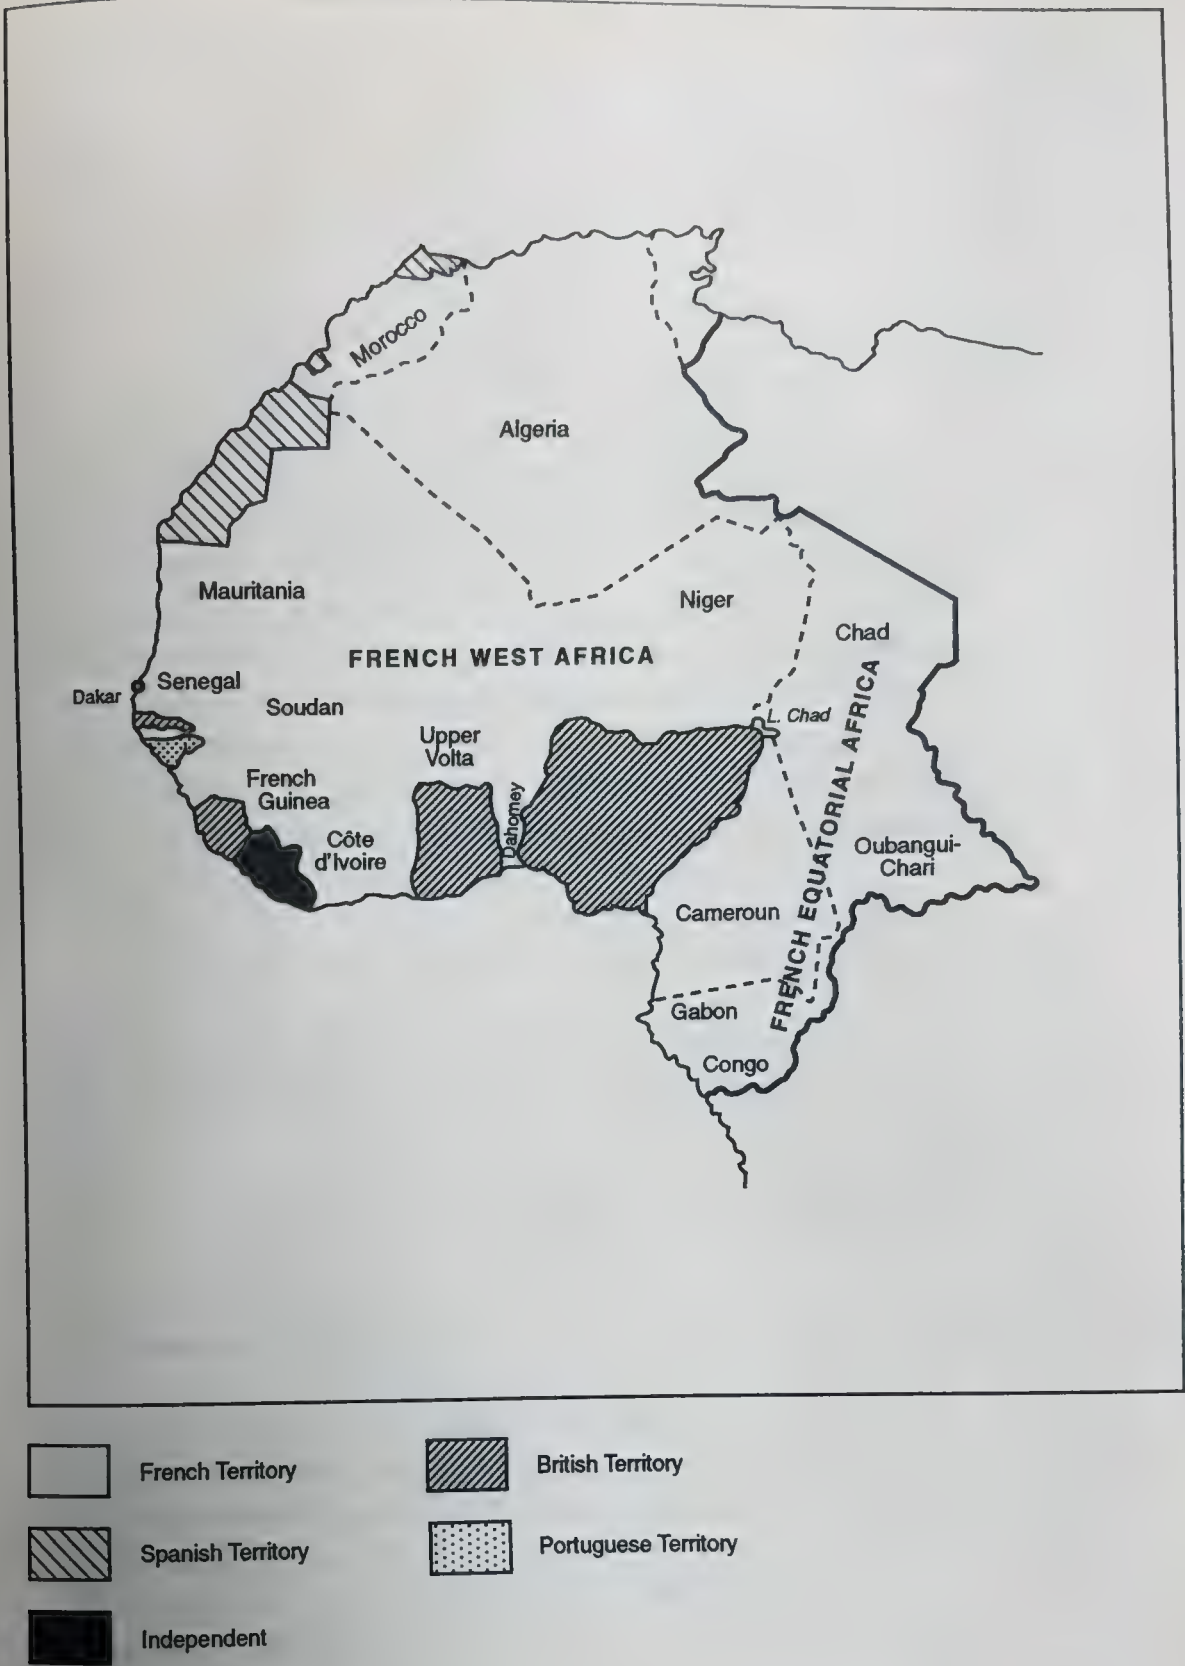 Morocco
Algeria
Mauritania
Niger
Chad
FRENCH WEST AFRICA
Dakar
Senegal
Soudan
L. Chad
Upper
Volta
French
Guinea
Dahomey
Côte
d'Ivoire
FRENCH EQUATORIAL AFRICA
Oubangui-
Chari
Cameroun
Gabon
Congo
French Territory
British Territory
Spanish Territory
Portuguese Territory
Independent